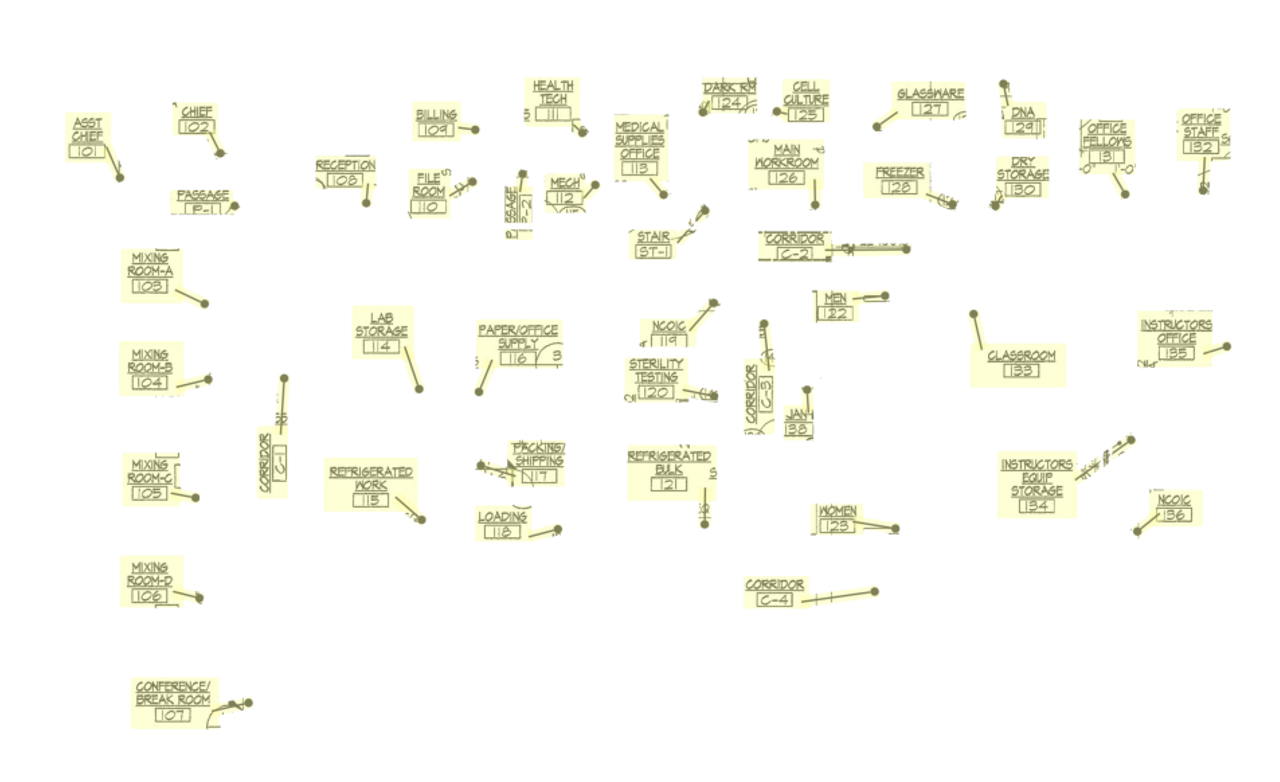 ASST
CHIEF
101
CHIEF
102
PASSAGE
P-1
RECEPTION
108
BILLING
109
FILE
ROOM
110
HEALTH
TECH
111
MECH
112
P-2
MEDICAL
SUPPLIES
OFFICE
113
STAIR
ST-1
DARK RM
124
CELL
CULTURE
125
MAIN
WORKROOM
126
GLASSWARE
127
FREEZER
128
DNA
129
DRY
STORAGE
130
OFFICE
FELLOWS
131
OFFICE
STAFF
132
CORRIDOR
C-2
MIXING
ROOM-A
103
MIXING
ROOM-B
104
MIXING
ROOM-C
105
MIXING
ROOM-D
106
CONFERENCE/
BREAK ROOM
107
CORRIDOR
C-1
LAB
STORAGE
114
REFRIGERATED
WORK
115
PAPER/OFFICE
SUPPLY
116
PACKING/
SHIPPING
117
LOADING
118
NCOIC
119
STERILITY
TESTING
120
REFRIGERATED
BULK
121
CORRIDOR
C-3
MEN
122
JAN
138
WOMEN
123
CORRIDOR
C-4
CLASSROOM
133
INSTRUCTORS
EQUIP
STORAGE
134
INSTRUCTORS
OFFICE
135
NCOIC
136